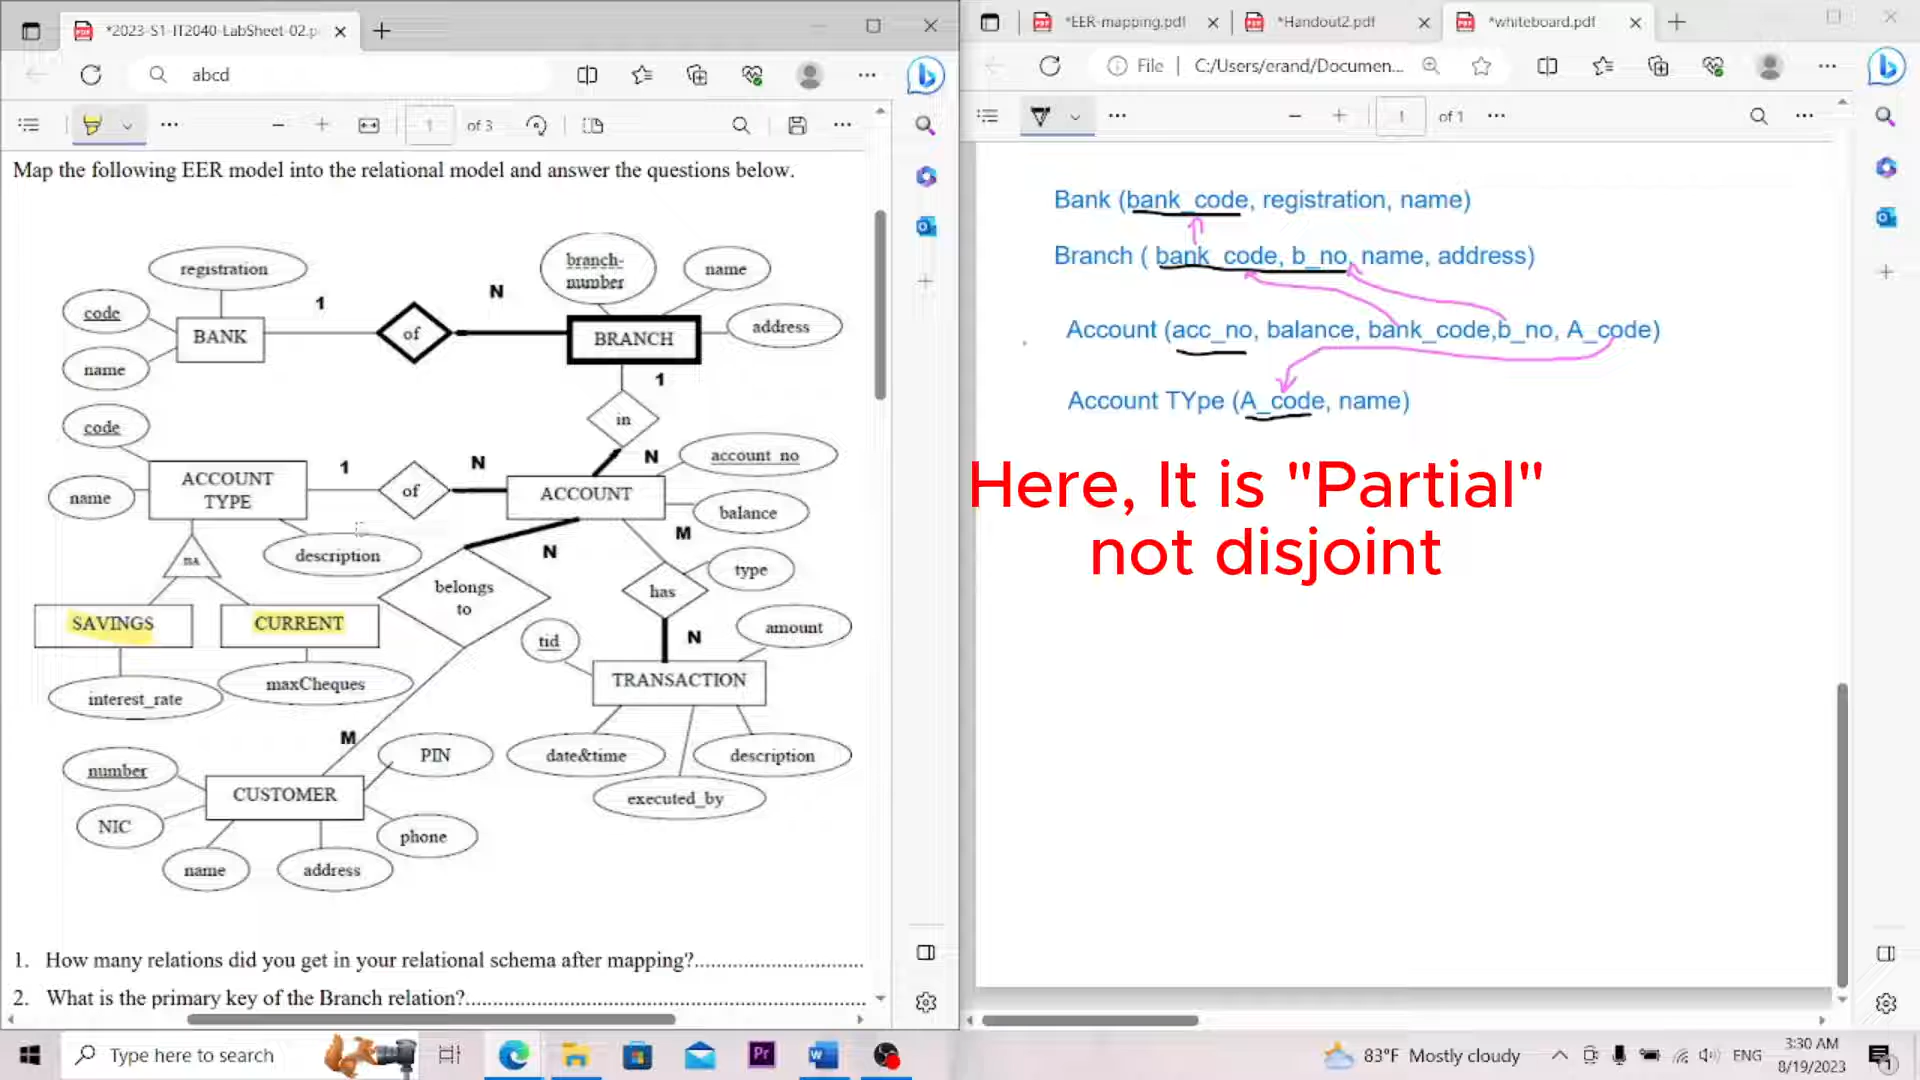 *2023-S1-IT2040-LabSheet-02.p
*EER-mapping.pdf
*Handout2.pdf
*whiteboard.pdf
abcd
File
C:/Users/erand/Documen...
1
of 3
1
of 1
Map the following EER model into the relational model and answer the questions below.
registration
code
name
BANK
1
of
N
branch-
number
name
address
BRANCH
1
in
N
code
name
ACCOUNT
TYPE
description
1
of
N
ACCOUNT
account_no
balance
M
type
has
N
SAVINGS
CURRENT
interest_rate
maxCheques
belongs
to
N
M
tid
amount
TRANSACTION
date&time
description
executed_by
number
NIC
name
address
phone
PIN
CUSTOMER
1. How many relations did you get in your relational schema after mapping?..............................
2. What is the primary key of the Branch relation?......................................................................
Bank (bank_code, registration, name)
Branch ( bank_code, b_no, name, address)
Account (acc_no, balance, bank_code,b_no, A_code)
Account TYpe (A_code, name)
Here, It is "Partial"
not disjoint
Type here to search
Pr
83°F Mostly cloudy
ENG
3:30 AM
8/19/2023
1